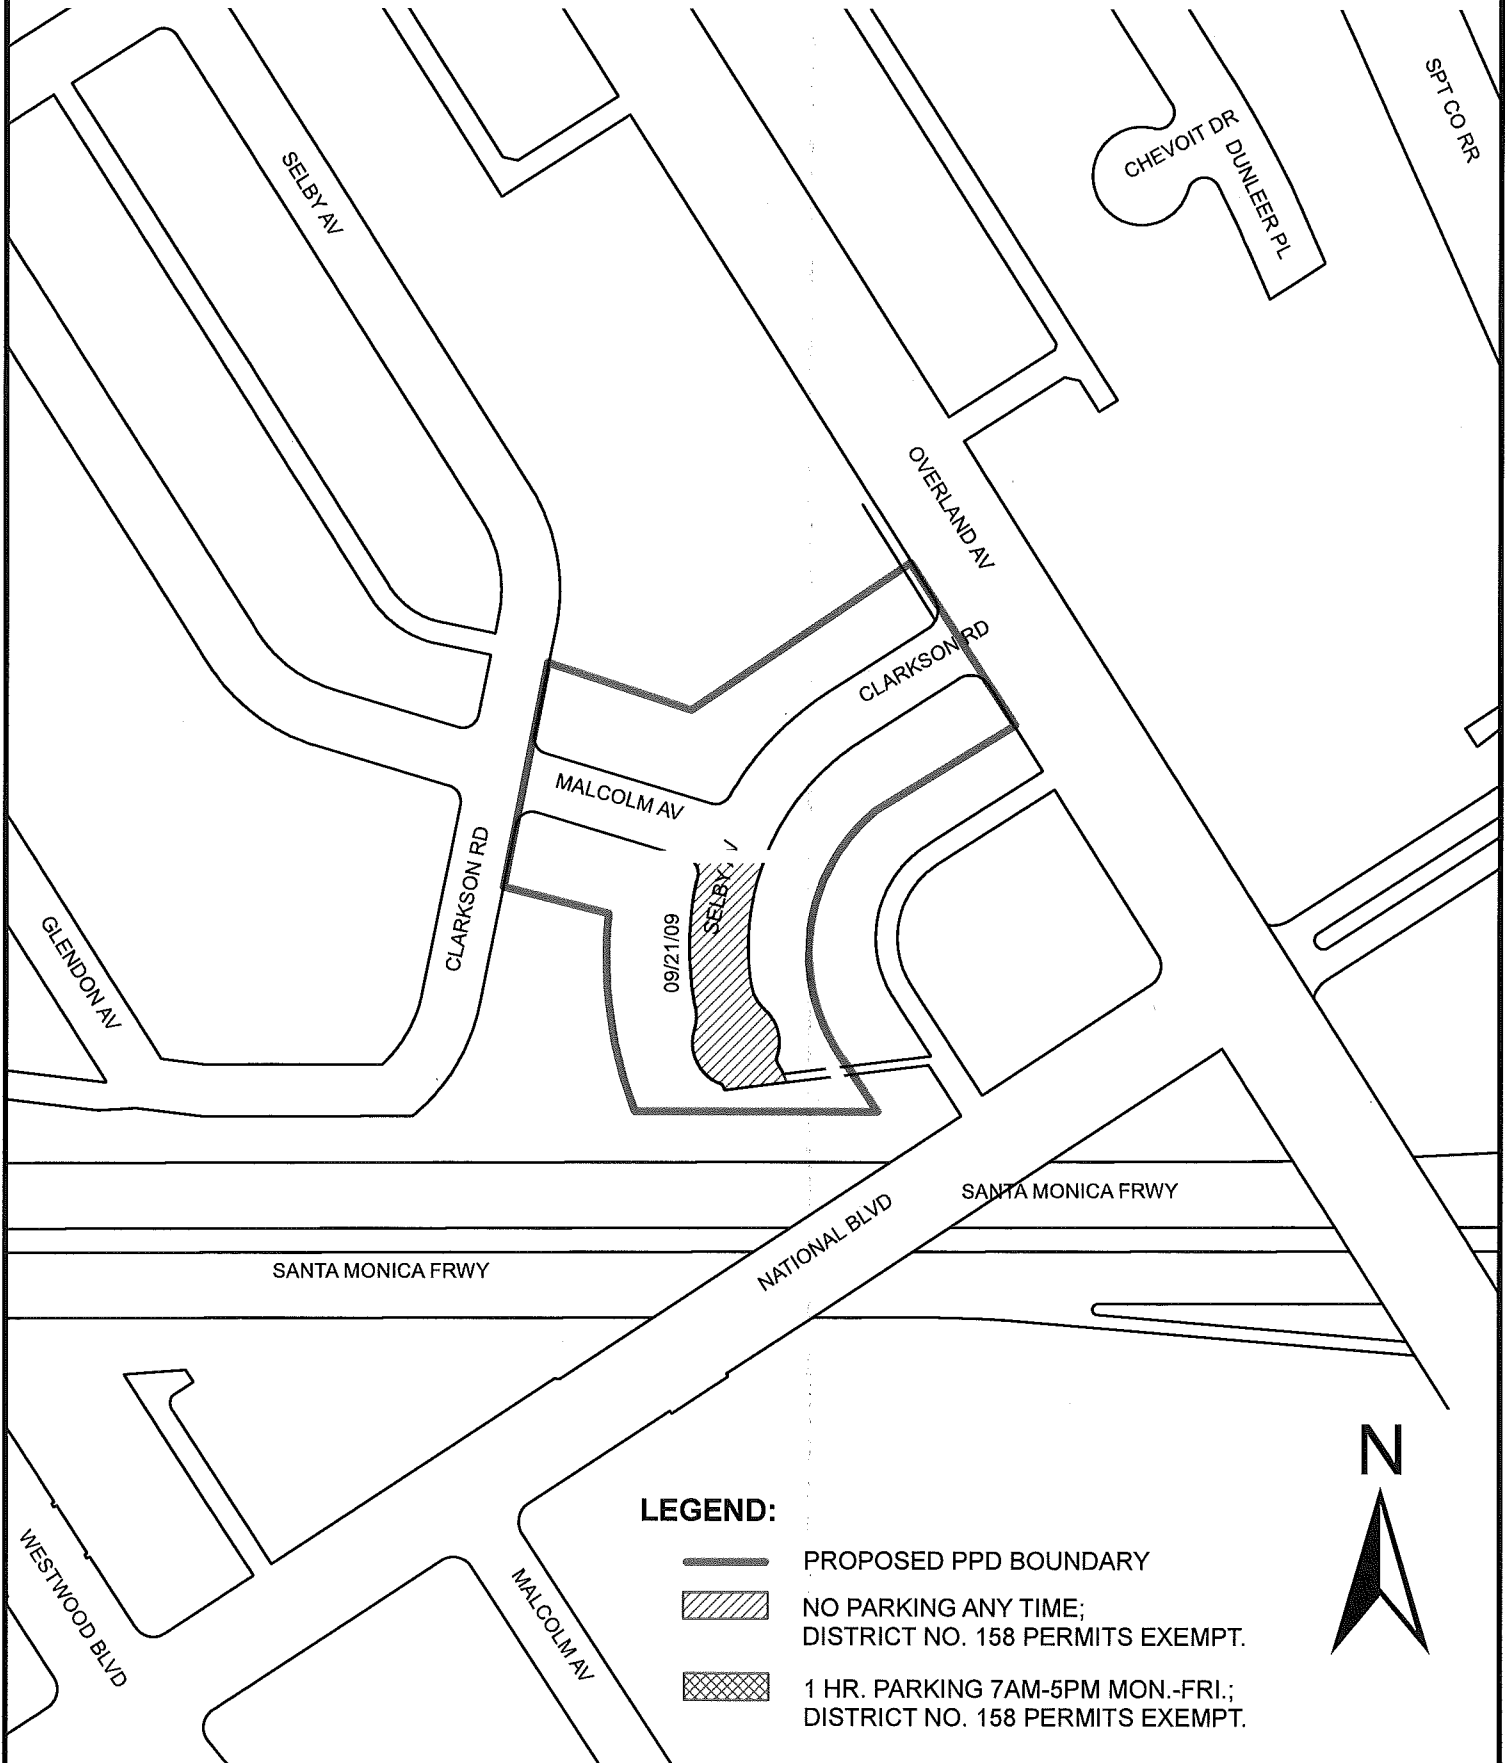 SPT CO RR
CHEVOIT DR
DUNLEER PL
SELBY AV
OVERLAND AV
CLARKSON RD
MALCOLM AV
CLARKSON RD
SELBY AV
09/21/09
GLENDON AV
SANTA MONICA FRWY
NATIONAL BLVD
SANTA MONICA FRWY
N
LEGEND:
PROPOSED PPD BOUNDARY
NO PARKING ANY TIME;
DISTRICT NO. 158 PERMITS EXEMPT.
1 HR. PARKING 7AM-5PM MON.-FRI.;
DISTRICT NO. 158 PERMITS EXEMPT.
WESTWOOD BLVD
MALCOLM AV